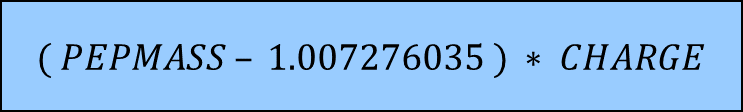 ( PEPMASS – 1.007276035 ) * CHARGE